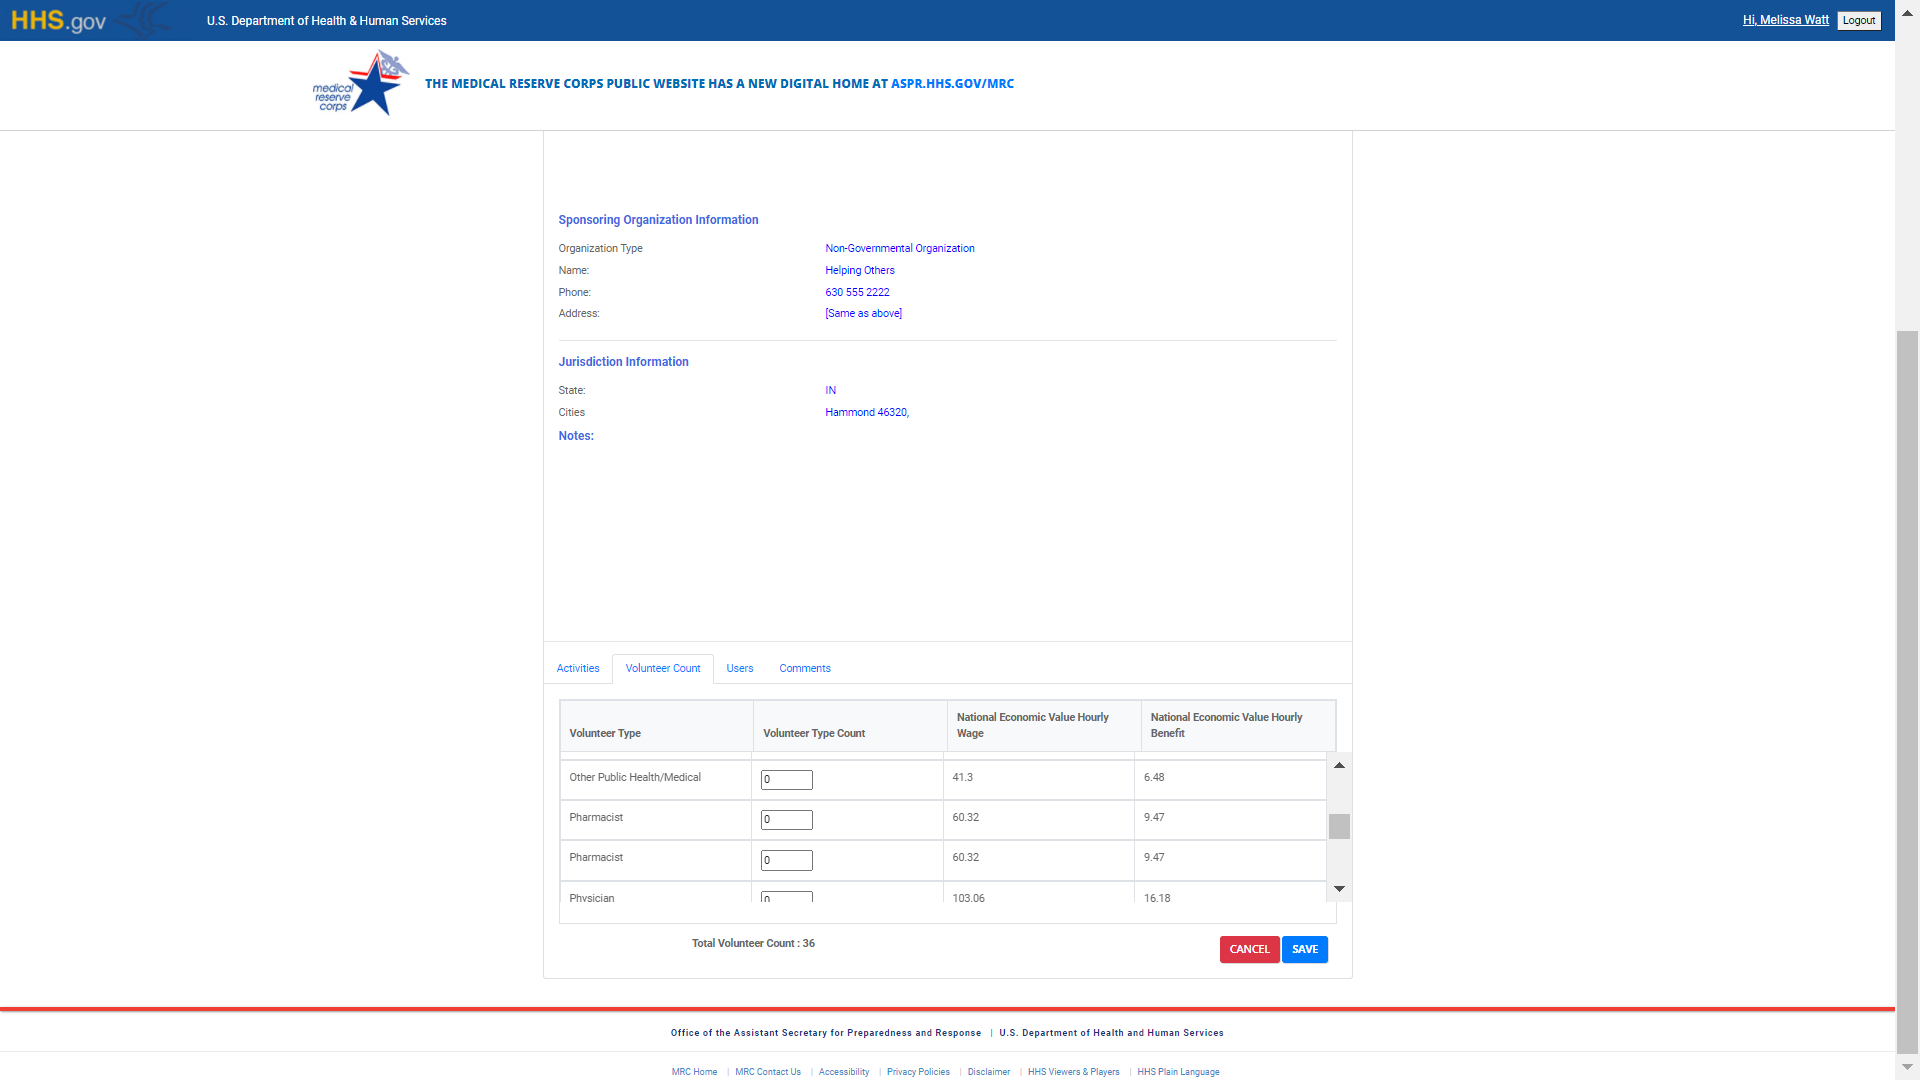 HHS.gov
U.S. Department of Health & Human Services
Hi, Melissa Watt
Logout
medical
reserve
corps
THE MEDICAL RESERVE CORPS PUBLIC WEBSITE HAS A NEW DIGITAL HOME AT ASPR.HHS.GOV/MRC
Sponsoring Organization Information
Organization Type Non-Governmental Organization
Name: Helping Others
Phone: 630 555 2222
Address: [Same as above]
Jurisdiction Information
State: IN
Cities Hammond 46320,
Notes:
Activities Volunteer Count Users Comments
Volunteer Type Volunteer Type Count National Economic Value Hourly Wage National Economic Value Hourly Benefit
Other Public Health/Medical 0 41.3 6.48
Pharmacist 0 60.32 9.47
Pharmacist 0 60.32 9.47
Physician 0 103.06 16.18
Total Volunteer Count : 36
CANCEL SAVE
Office of the Assistant Secretary for Preparedness and Response | U.S. Department of Health and Human Services
MRC Home | MRC Contact Us | Accessibility | Privacy Policies | Disclaimer | HHS Viewers & Players | HHS Plain Language